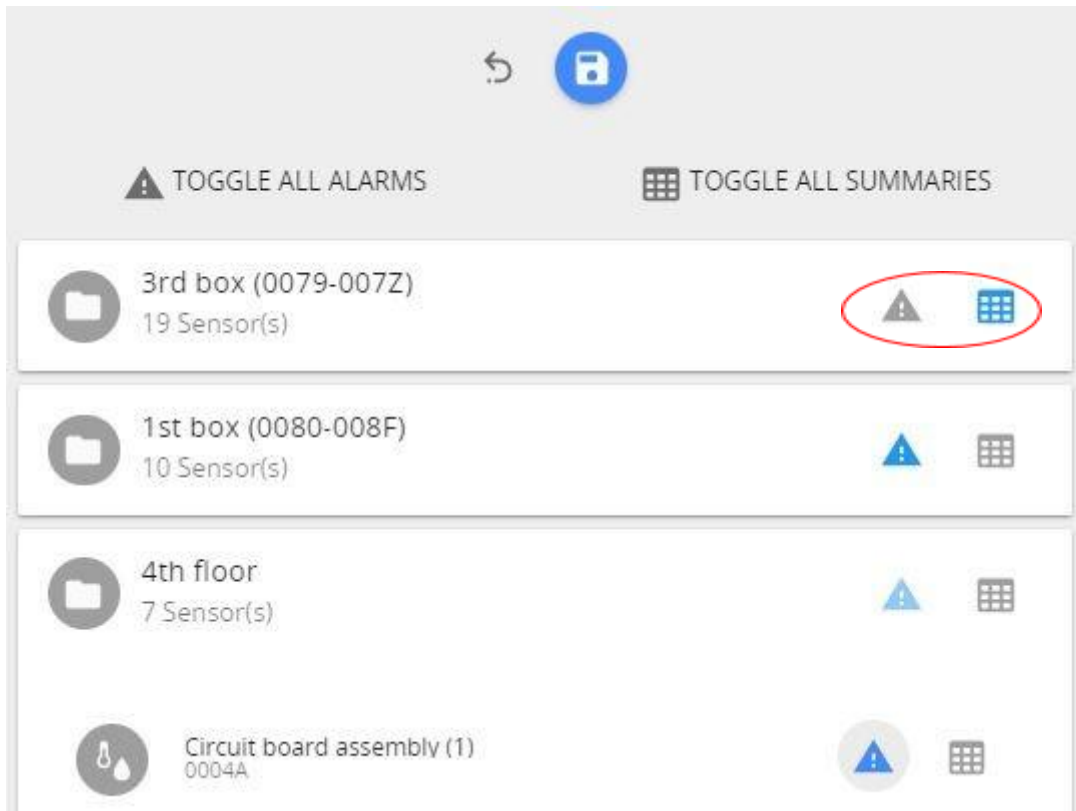 TOGGLE ALL ALARMS
TOGGLE ALL SUMMARIES
3rd box (0079-007Z)
19 Sensor(s)
1st box (0080-008F)
10 Sensor(s)
4th floor
7 Sensor(s)
Circuit board assembly (1)
0004A